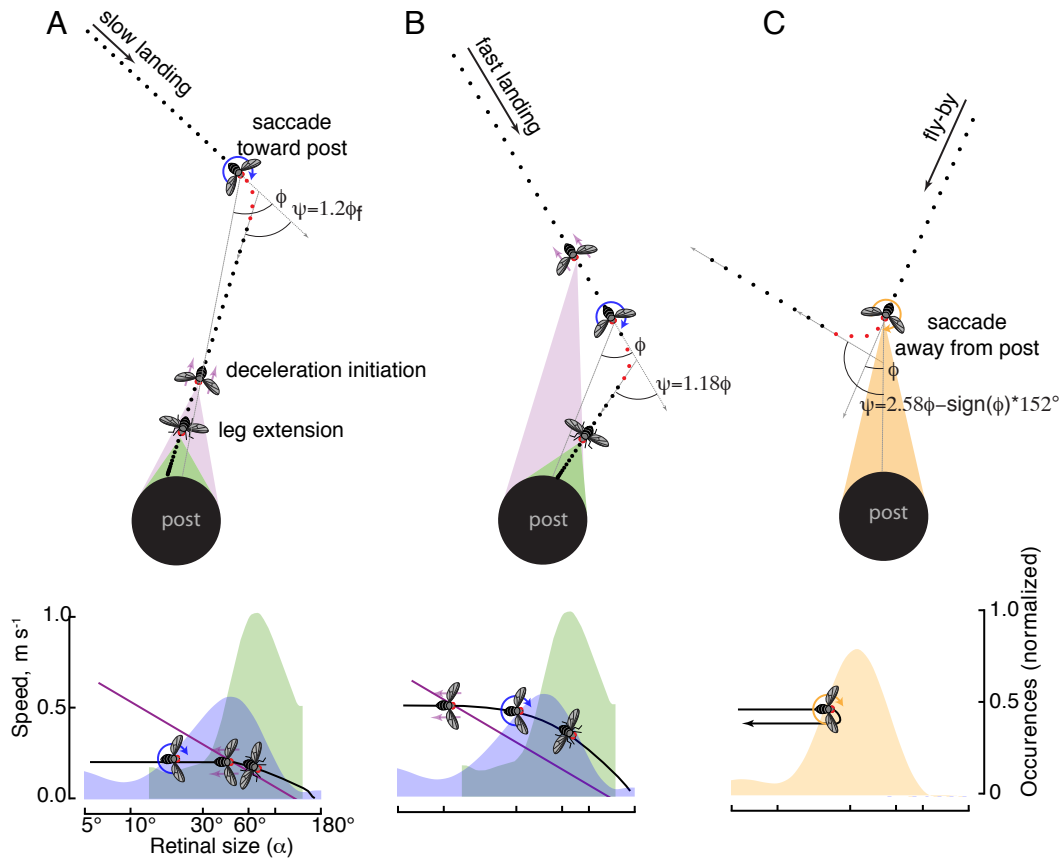 A
B
C
slow landing
fast landing
fly-by
saccade
toward post
ϕ
ψ=1.2ϕf
deceleration initiation
leg extension
post
ϕ
ψ=1.18ϕ
post
saccade
away from post
ϕ
ψ=2.58ϕ−sign(ϕ)*152°
post
Speed, m s-1
1.0
0.5
0.0
5°
10°
30°
60°
180°
Retinal size (α)
1.0
0.5
0
Occurences (normalized)